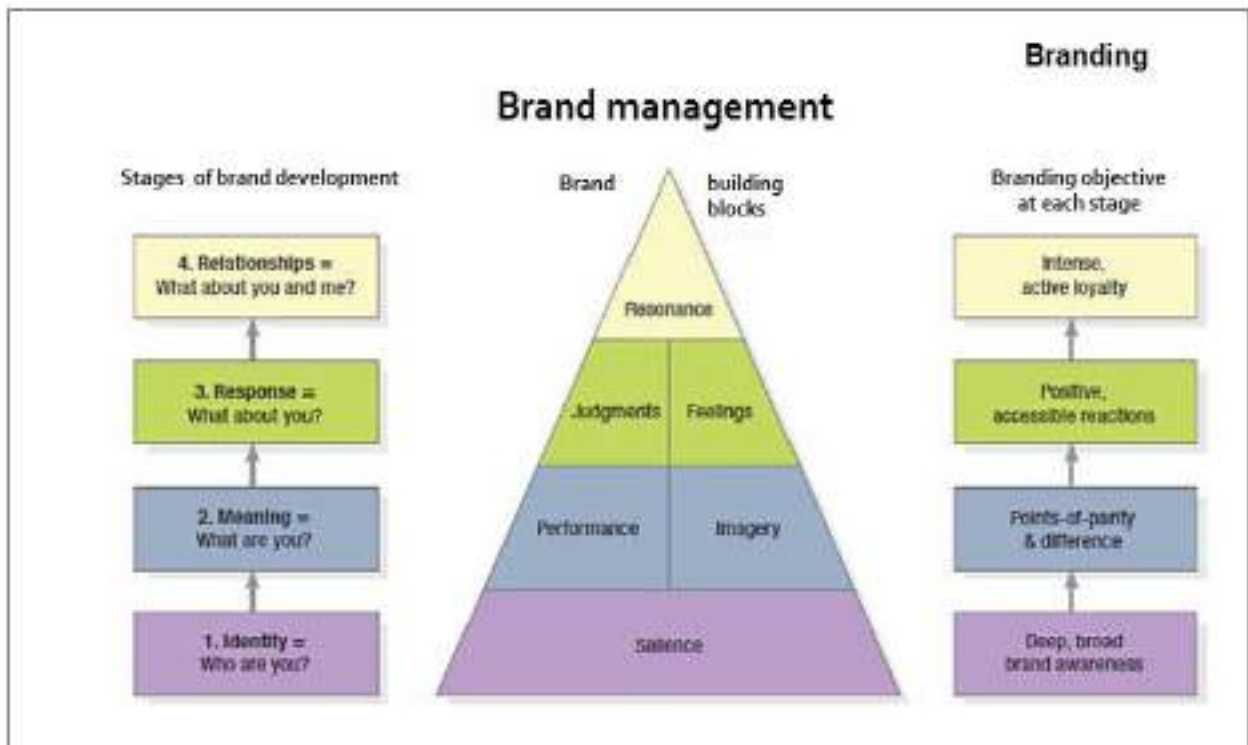 Branding
Brand management
Stages of brand development
Brand
building
blocks
Branding objective
at each stage
4. Relationships =
What about you and me?
Resonance
Intense,
active loyalty
3. Response =
What about you?
Judgments
Feelings
Positive,
accessible reactions
2. Meaning =
What are you?
Performance
Imagery
Points-of-parity
& difference
1. Identity =
Who are you?
Salience
Deep, broad
brand awareness